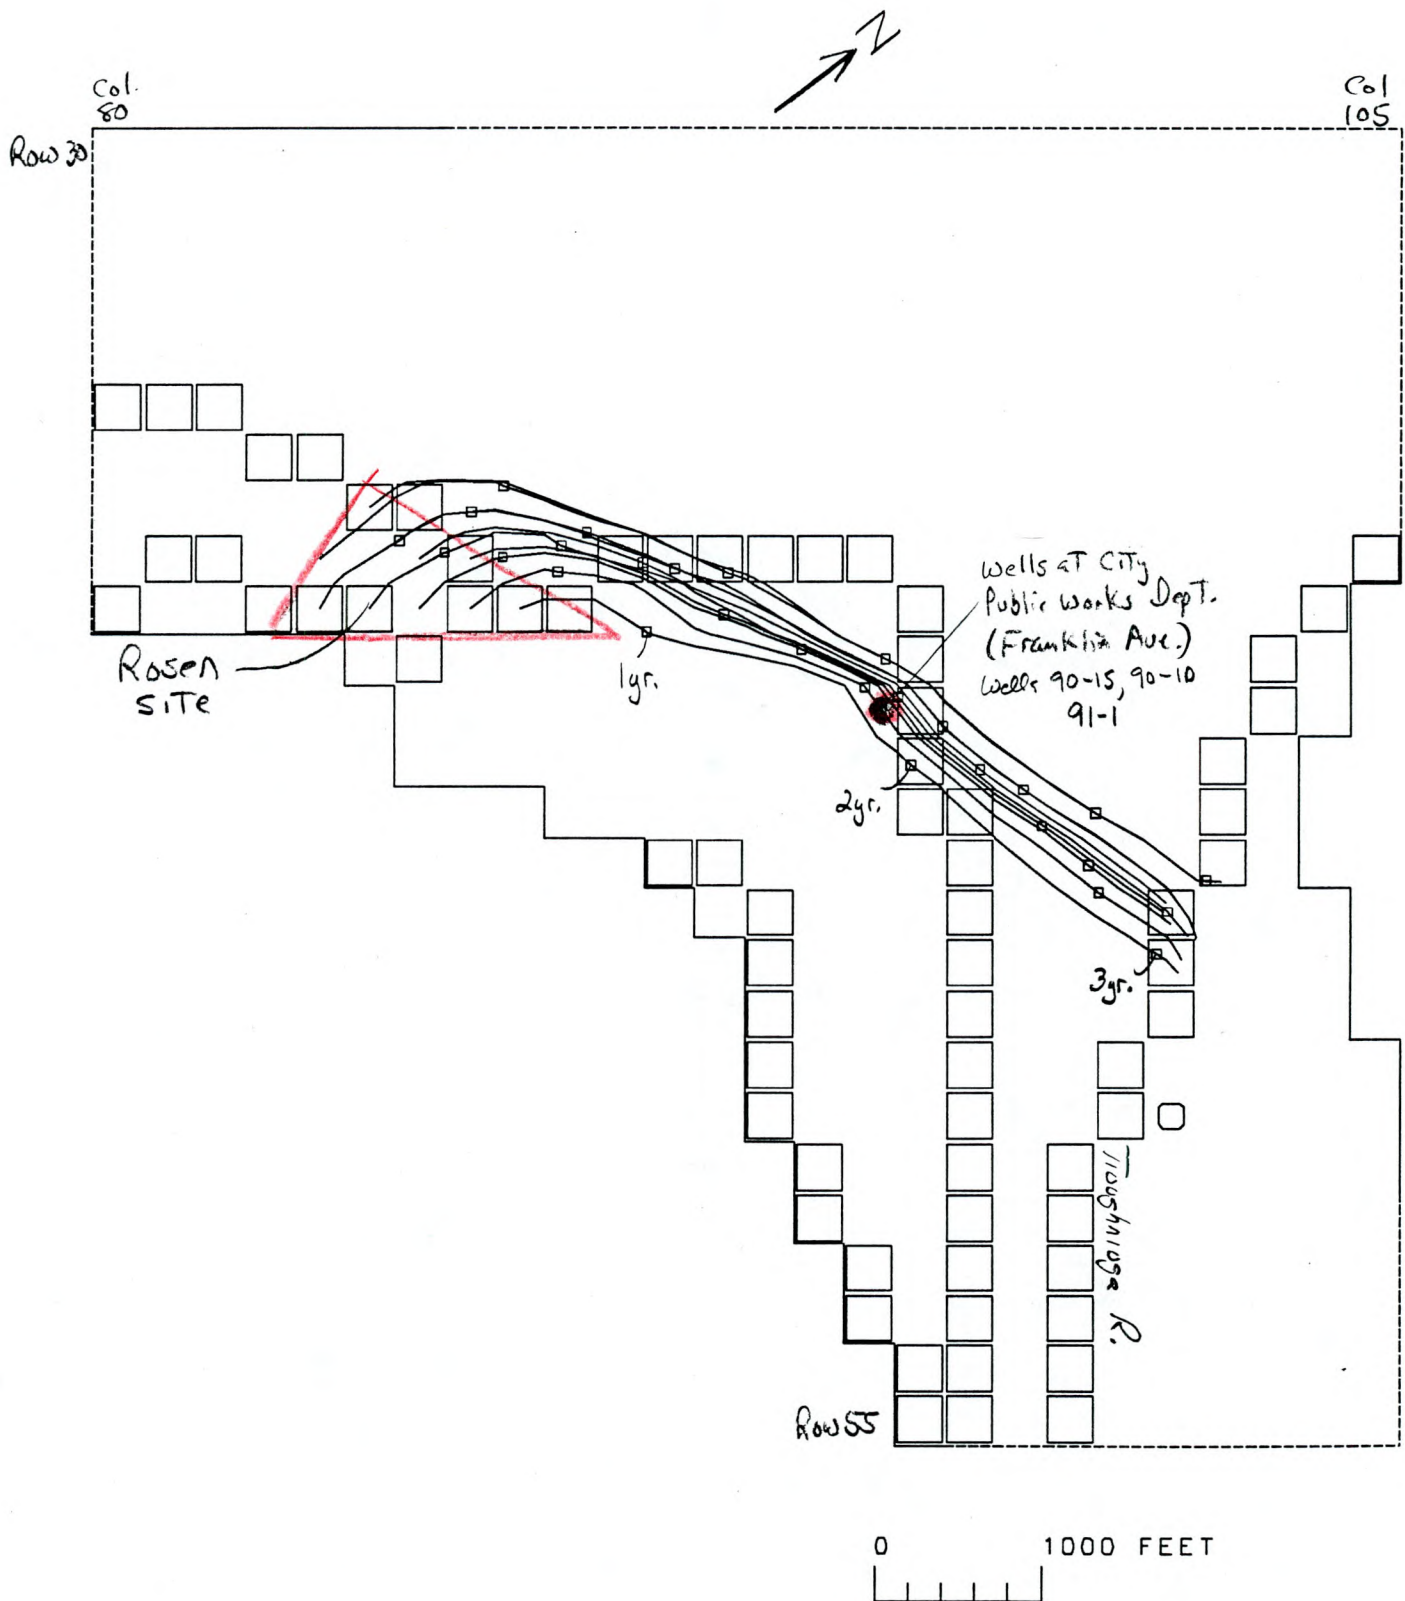 N
Col.
80
Col
105
Row 30
wells at City
Public works Dept.
(Franklin Ave.)
Wells 90-15, 90-10
91-1
Rosen
Site
1yr.
2yr.
3yr.
Tioughnioga R.
Row 55
0 1000 FEET